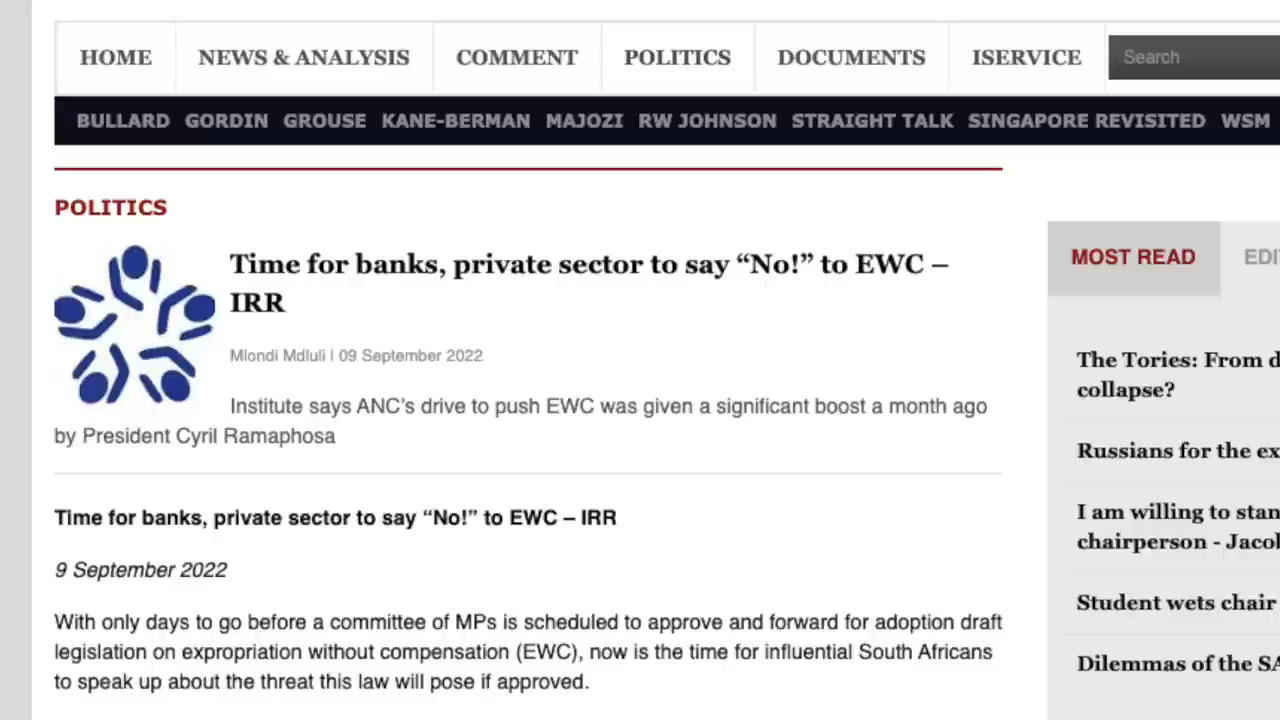 HOME NEWS & ANALYSIS COMMENT POLITICS DOCUMENTS ISERVICE Search
BULLARD GORDIN GROUSE KANE-BERMAN MAJOZI RW JOHNSON STRAIGHT TALK SINGAPORE REVISITED WSM
POLITICS
Time for banks, private sector to say “No!” to EWC –
IRR
Mlondi Mdluli I 09 September 2022
Institute says ANC’s drive to push EWC was given a significant boost a month ago
by President Cyril Ramaphosa
Time for banks, private sector to say “No!” to EWC – IRR
9 September 2022
With only days to go before a committee of MPs is scheduled to approve and forward for adoption draft
legislation on expropriation without compensation (EWC), now is the time for influential South Africans
to speak up about the threat this law will pose if approved.
MOST READ
The Tories: From
collapse?
Russians for the
I am willing to
chairperson -
Student wets chair
Dilemmas of the